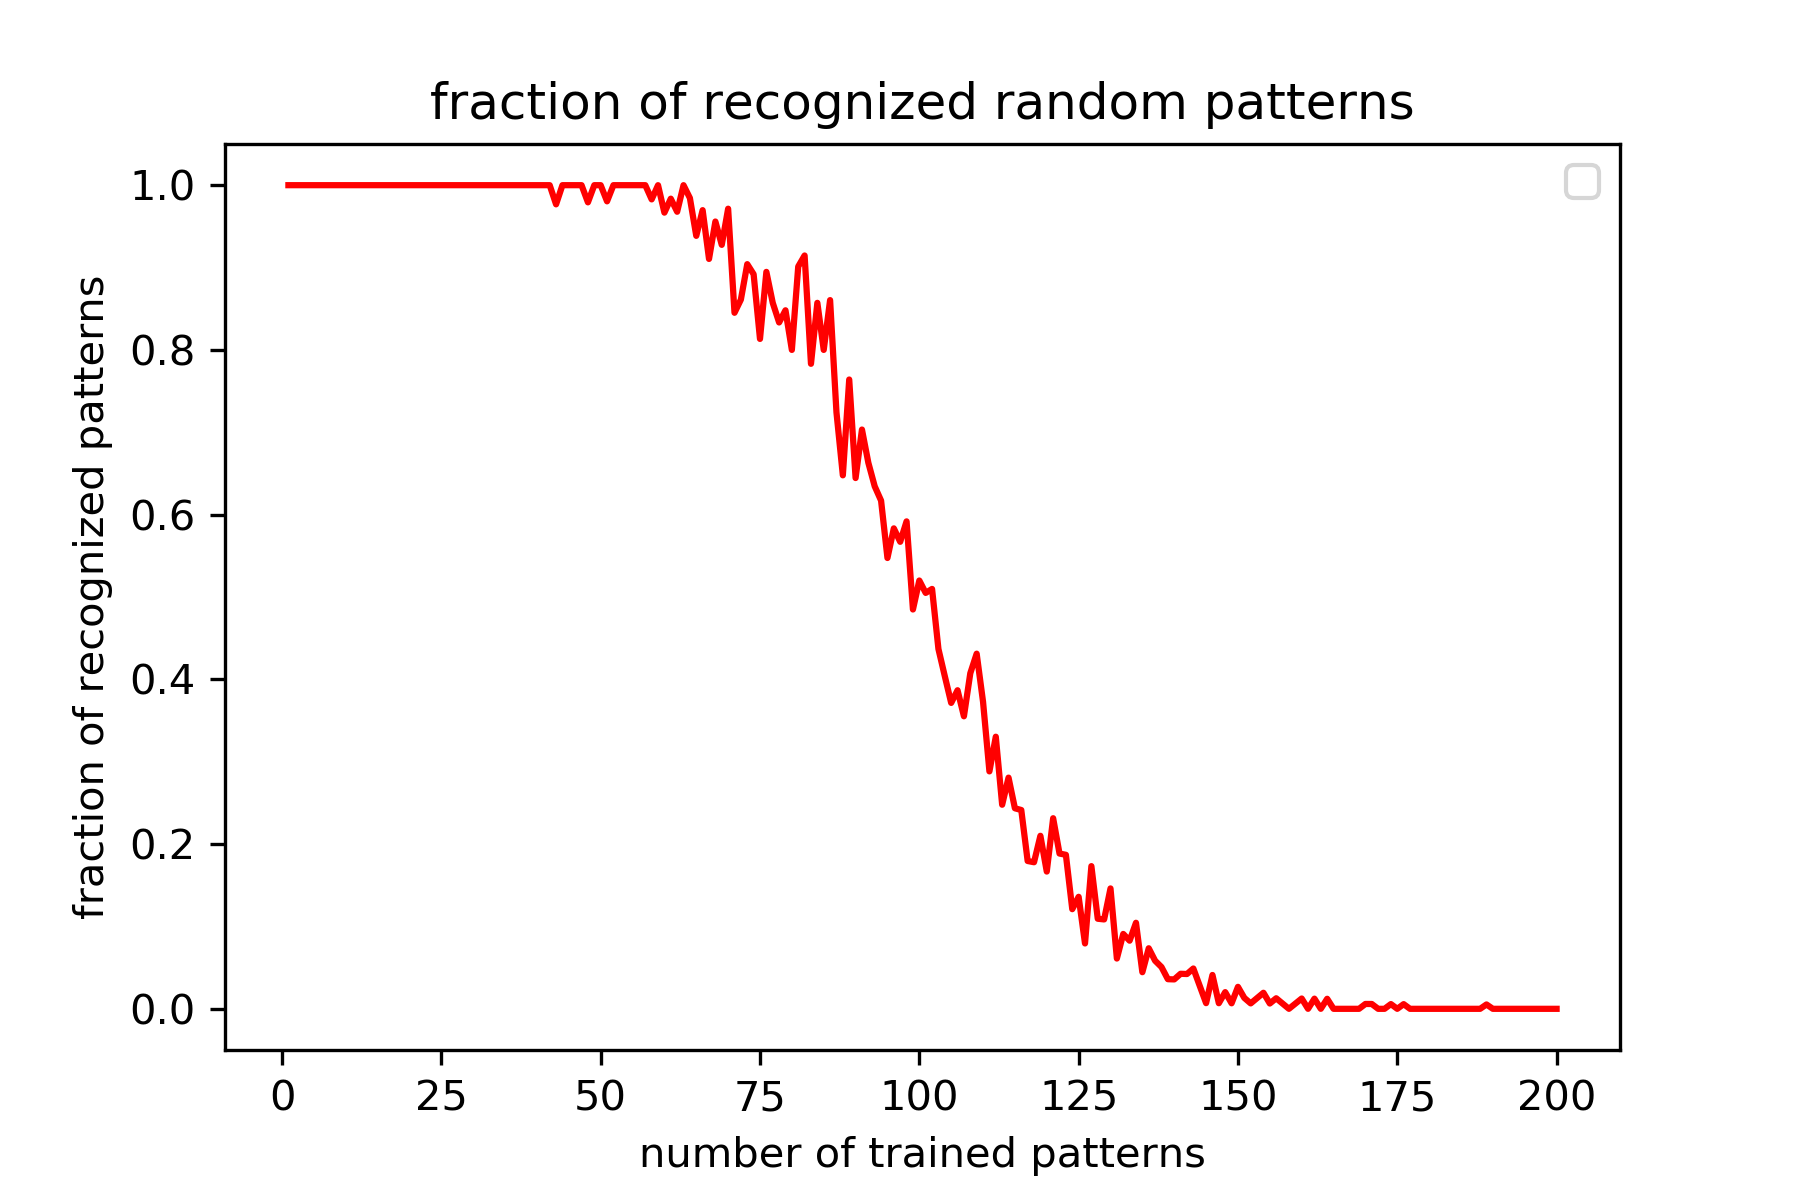 fraction of recognized random patterns
1.0
0.8
0.6
0.4
0.2
0.0
fraction of recognized patterns
0 25 50 75 100 125 150 175 200
number of trained patterns